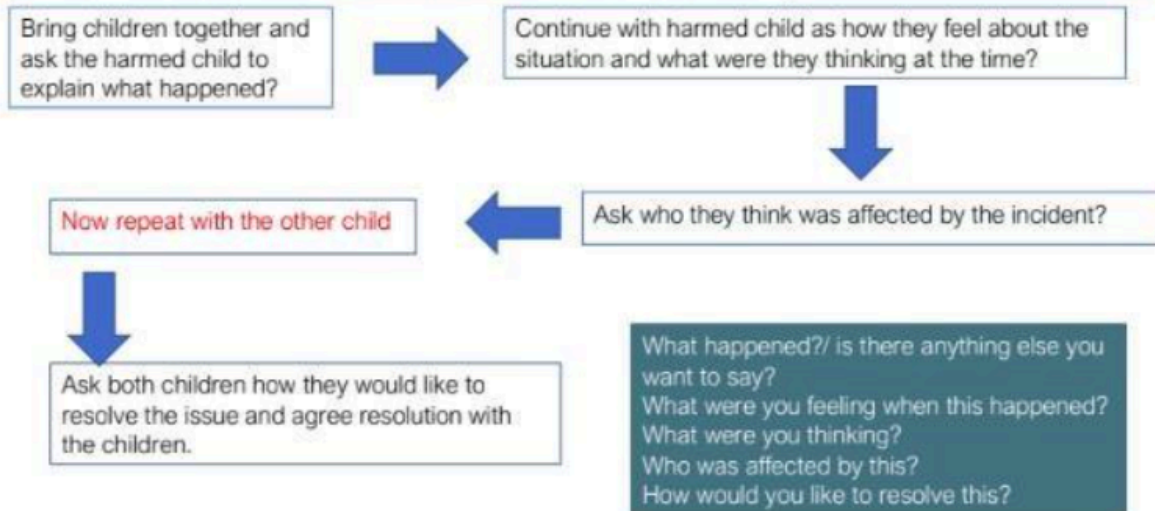 Bring children together and
ask the harmed child to
explain what happened?
Continue with harmed child as how they feel about the
situation and what were they thinking at the time?
Ask who they think was affected by the incident?
Now repeat with the other child
Ask both children how they would like to
resolve the issue and agree resolution with
the children.
What happened?/ is there anything else you
want to say?
What were you feeling when this happened?
What were you thinking?
Who was affected by this?
How would you like to resolve this?